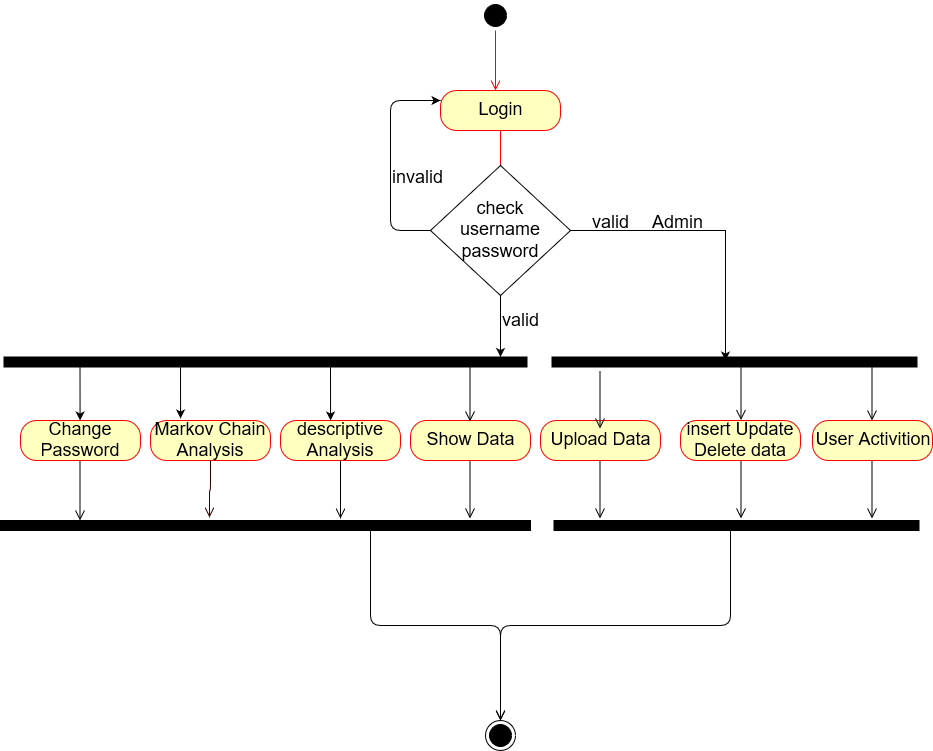 Login
invalid
check
username
password
valid Admin
valid
Change
Password
Markov Chain
Analysis
descriptive
Analysis
Show Data
Upload Data
insert Update
Delete data
User Activition